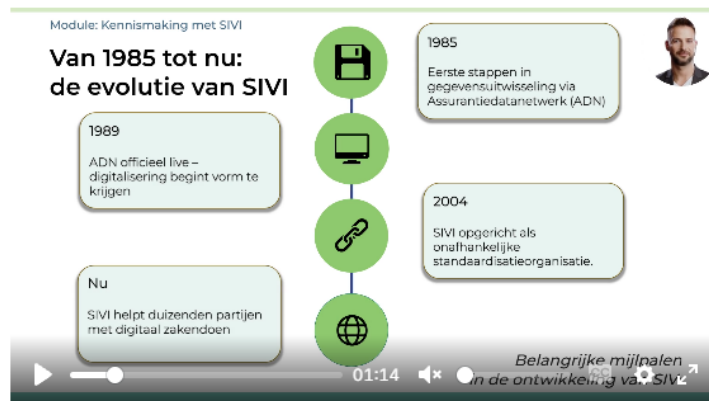 Module: Kennismaking met SIVI
Van 1985 tot nu:
de evolutie van SIVI
1985
Eerste stappen in
gegevensuitwisseling via
Assurantiedatanetwerk (ADN)
1989
ADN officieel live –
digitalisering begint vorm te
krijgen
2004
SIVI opgericht als
onafhankelijke
standaardisatieorganisatie.
Nu
SIVI helpt duizenden partijen
met digitaal zakendoen
Belangrijke mijlpalen
in de ontwikkeling van SIVI
01:14
CC